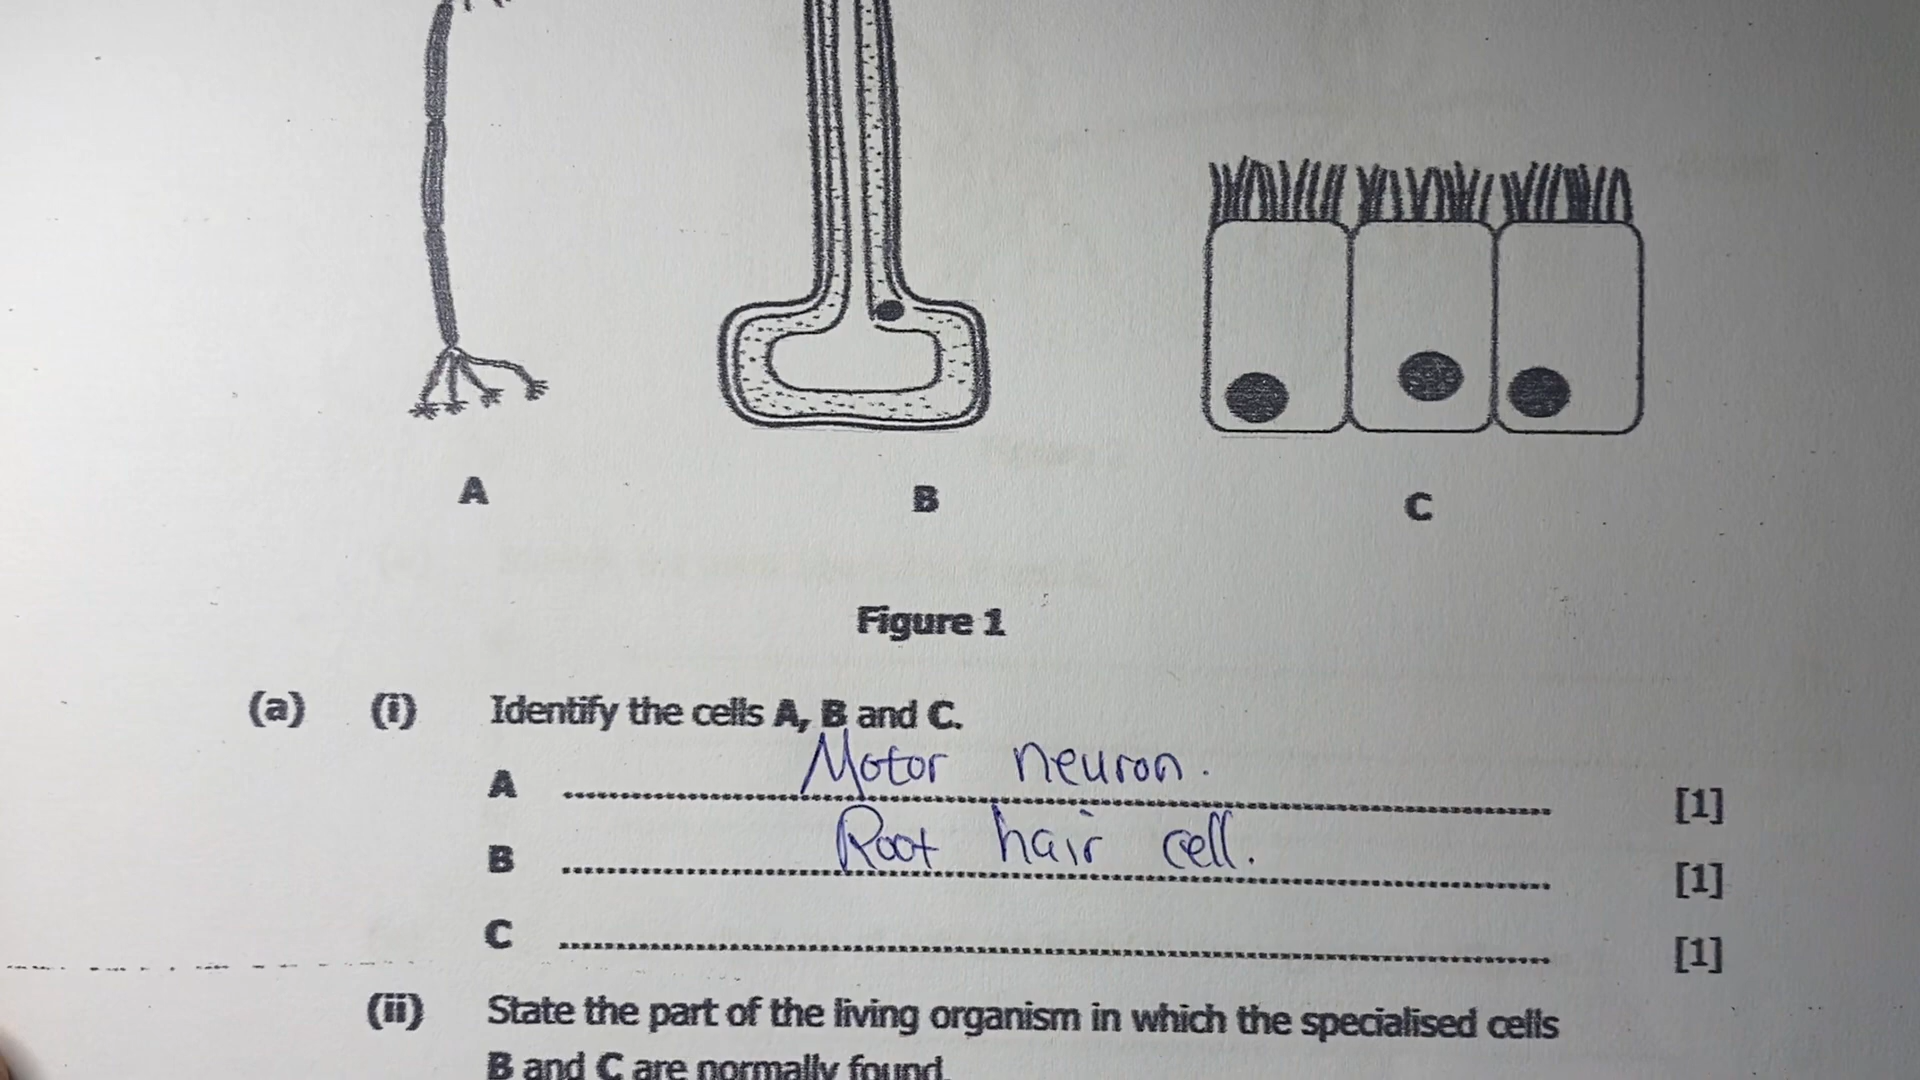 A B C
Figure 1
(a) (i) Identify the cells A, B and C.
A Motor neuron. [1]
B Root hair cell. [1]
C [1]
(ii) State the part of the living organism in which the specialised cells
B and C are normally found.